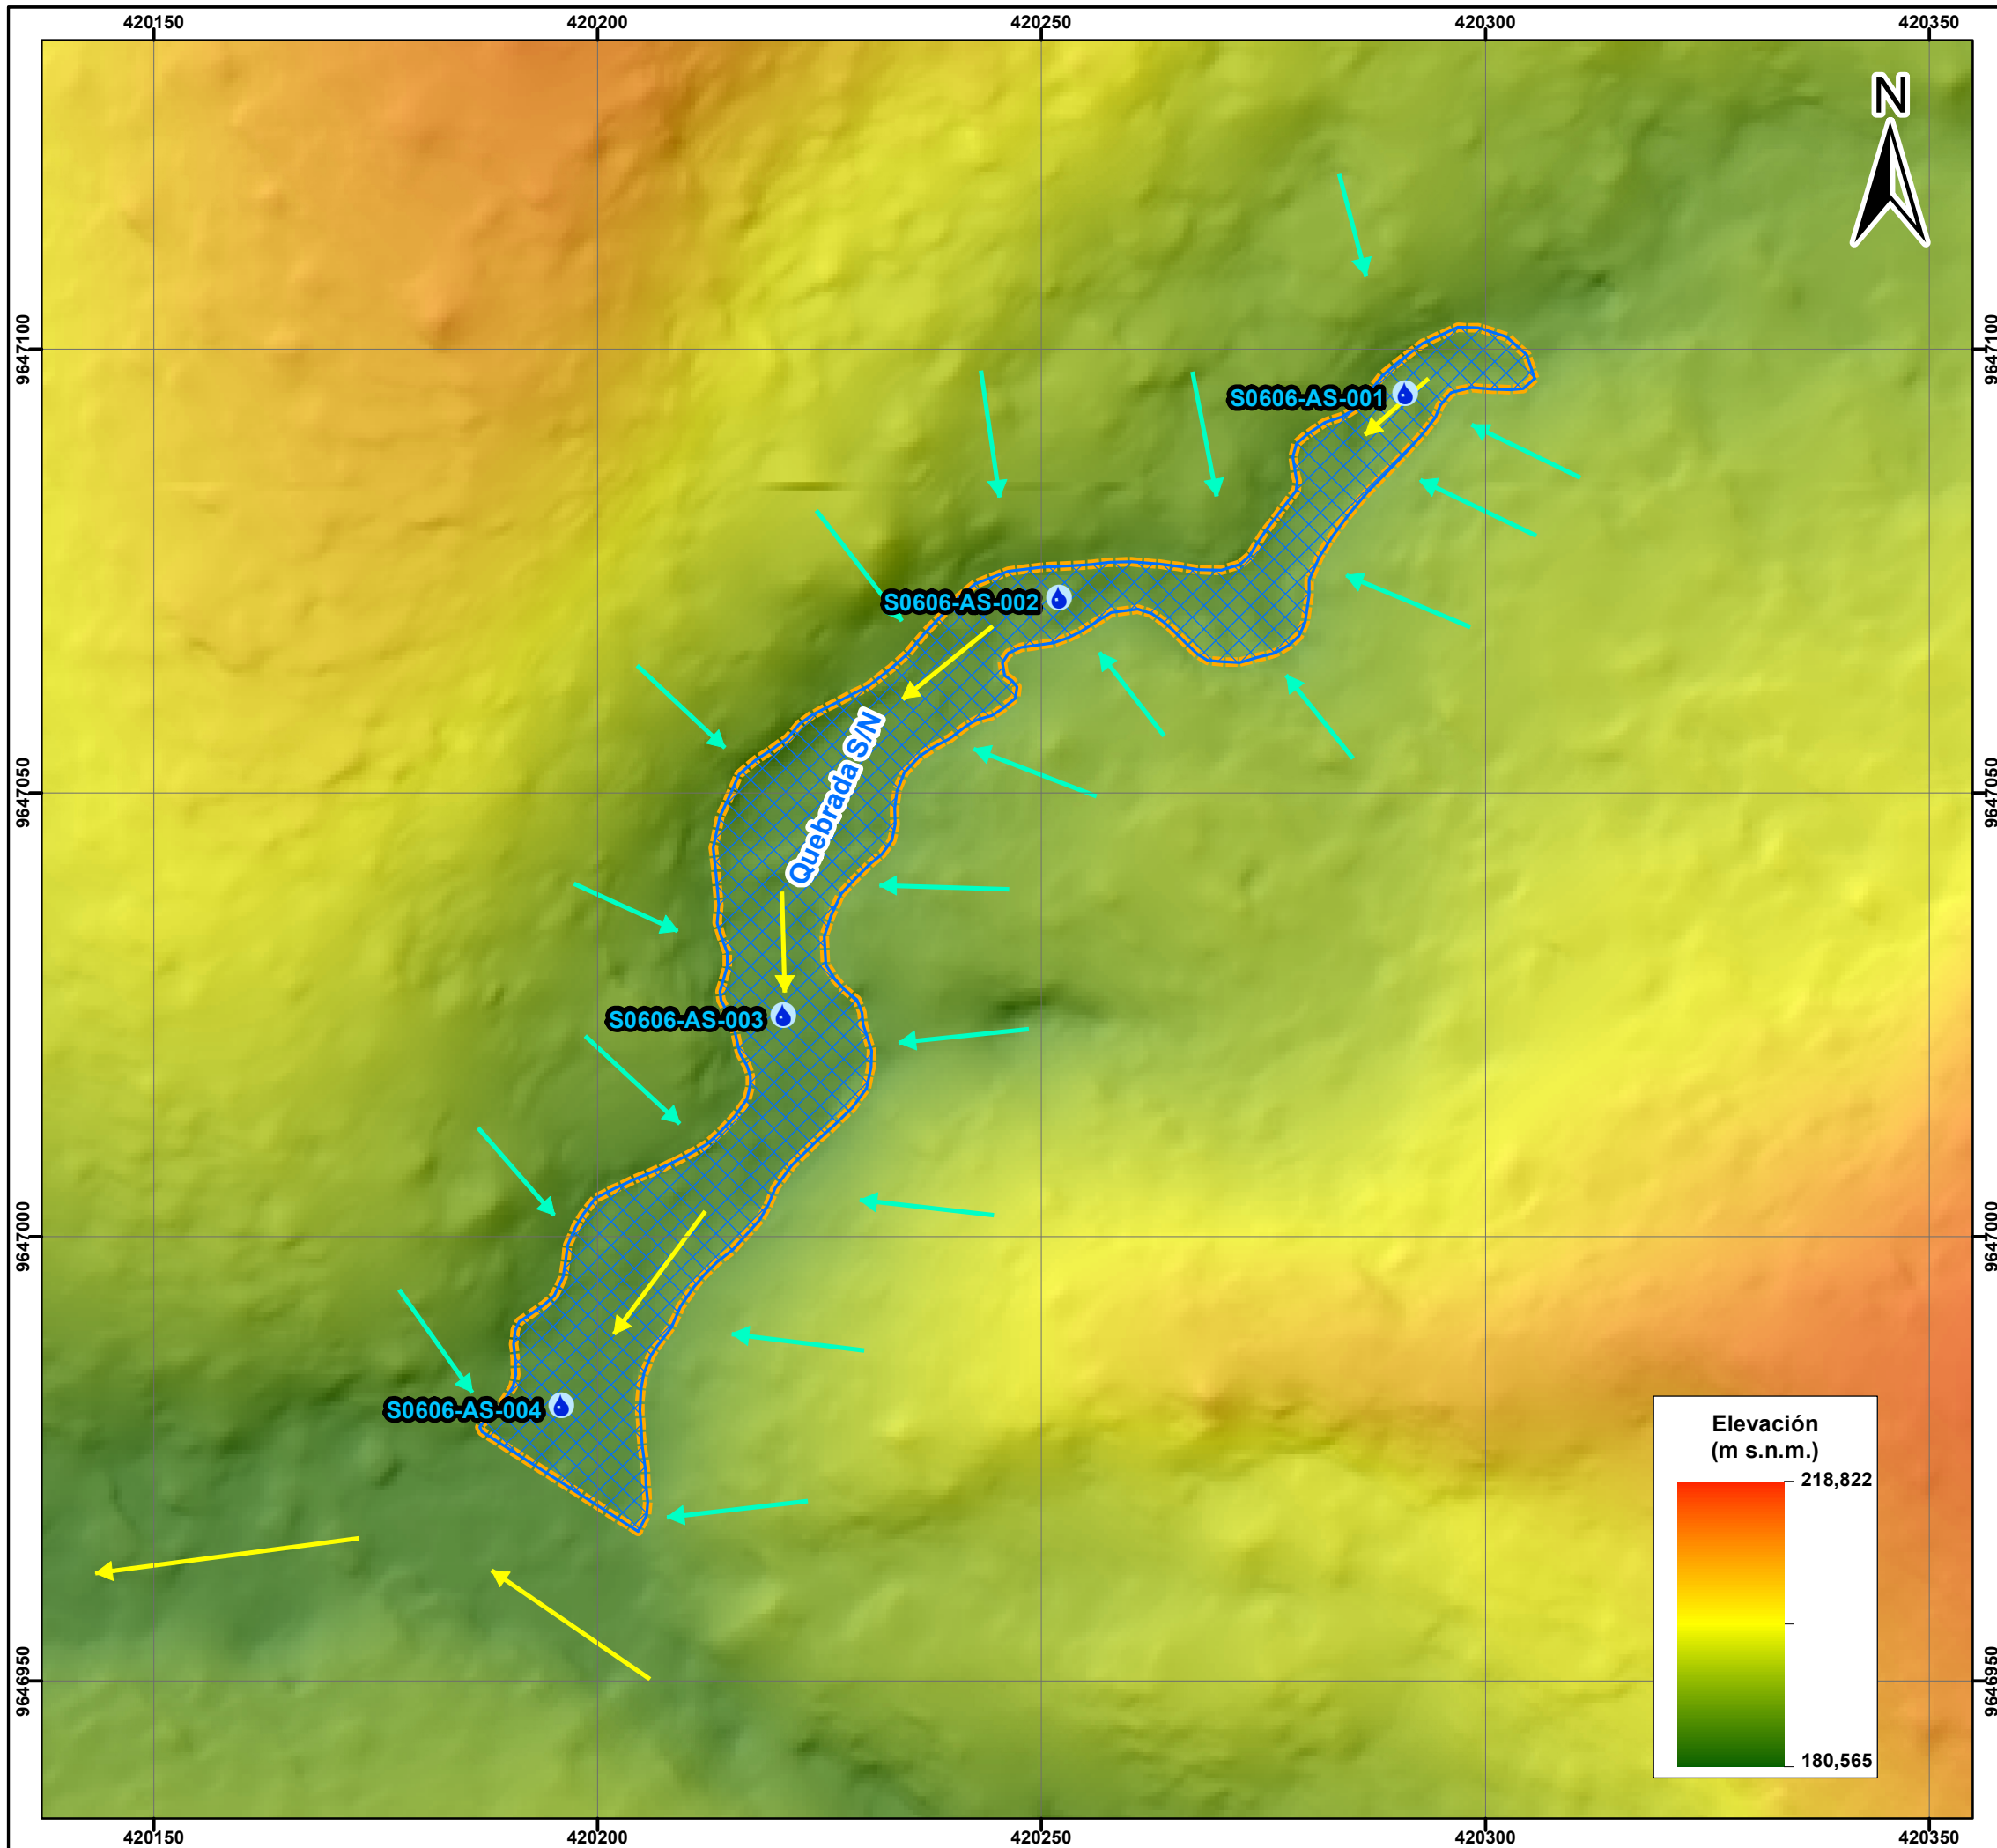 420150 420200 420250 420300 420350
N
9647100 9647100
S0606-AS-001
S0606-AS-002
Quebrada S/N
9647050 9647050
S0606-AS-003
9647000 9647000
S0606-AS-004
Elevación
(m s.n.m.)
218,822
180,565
9646950 9646950
420150 420200 420250 420300 420350